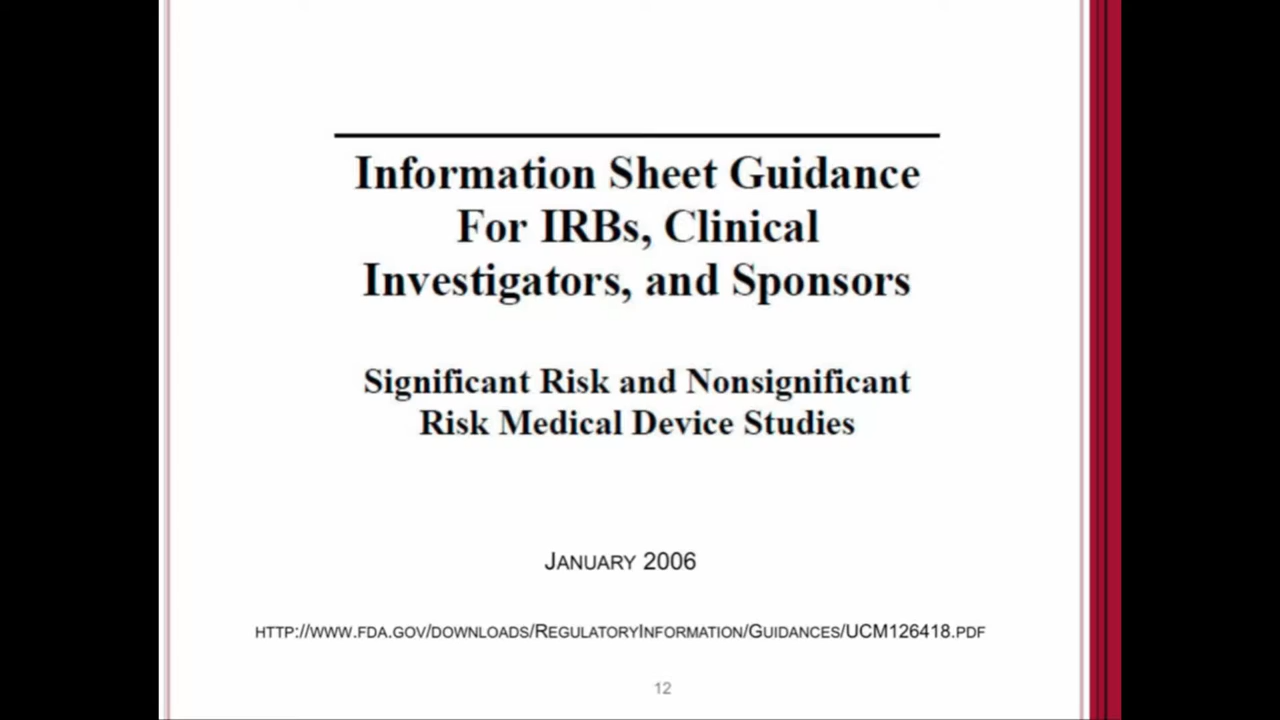 Information Sheet Guidance
For IRBs, Clinical
Investigators, and Sponsors
Significant Risk and Nonsignificant
Risk Medical Device Studies
JANUARY 2006
HTTP://WWW.FDA.GOV/DOWNLOADS/REGULATORYINFORMATION/GUIDANCES/UCM126418.PDF
12